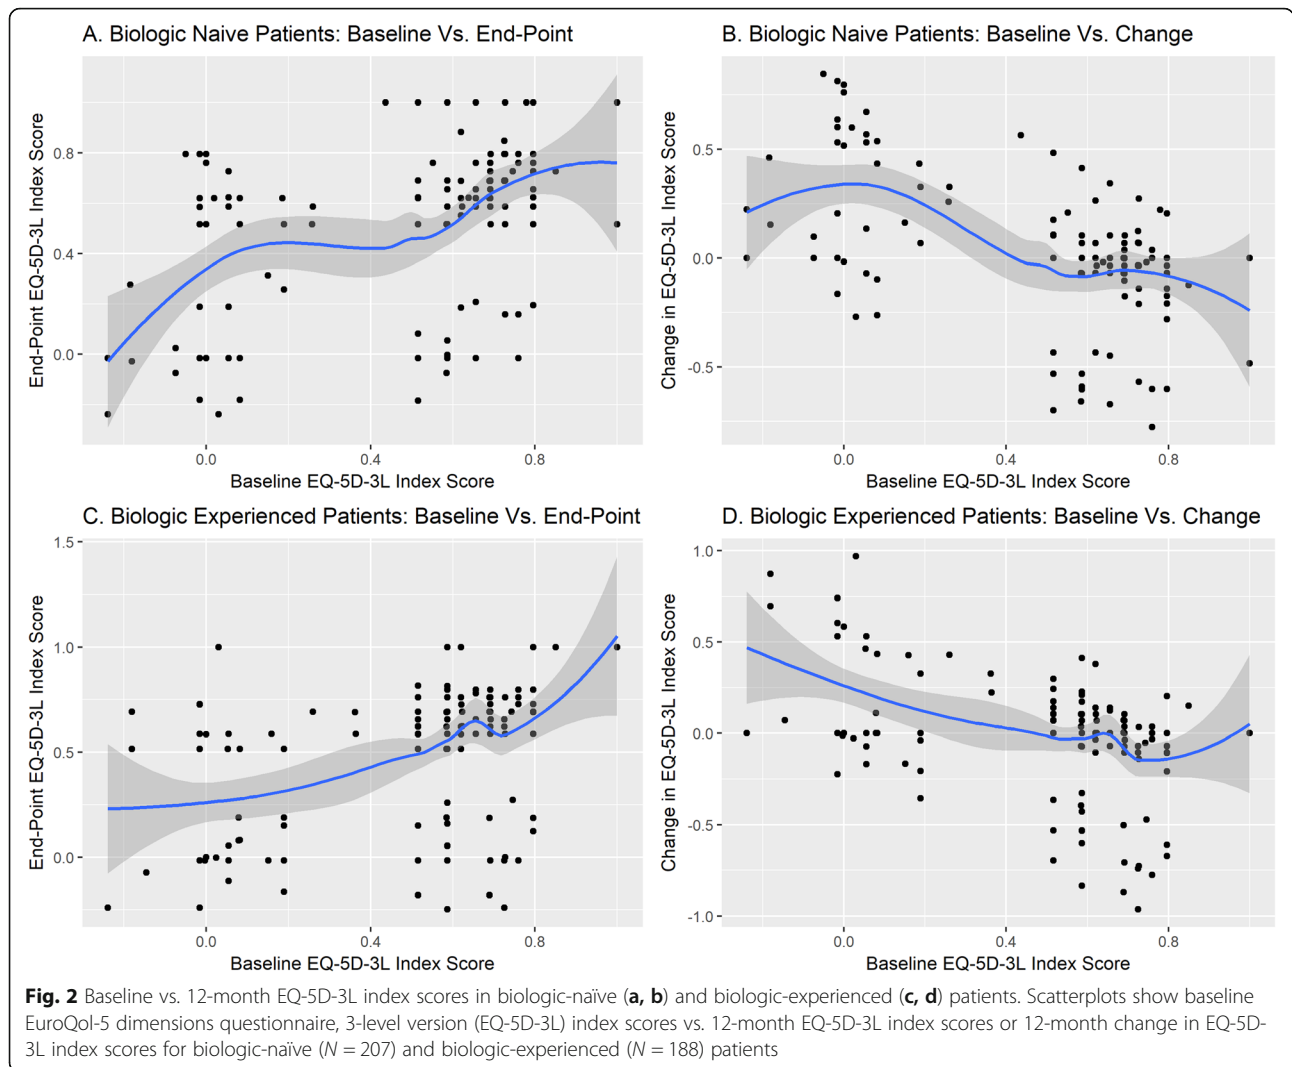 A. Biologic Naive Patients: Baseline Vs. End-Point
End-Point EQ-5D-3L Index Score
0.8
0.4
0.0
0.0 0.4 0.8
Baseline EQ-5D-3L Index Score
B. Biologic Naive Patients: Baseline Vs. Change
Change in EQ-5D-3L Index Score
0.5
0.0
-0.5
0.0 0.4 0.8
Baseline EQ-5D-3L Index Score
C. Biologic Experienced Patients: Baseline Vs. End-Point
End-Point EQ-5D-3L Index Score
1.5
1.0
0.5
0.0
0.0 0.4 0.8
Baseline EQ-5D-3L Index Score
D. Biologic Experienced Patients: Baseline Vs. Change
Change in EQ-5D-3L Index Score
1.0
0.5
0.0
-0.5
-1.0
0.0 0.4 0.8
Baseline EQ-5D-3L Index Score
Fig. 2 Baseline vs. 12-month EQ-5D-3L index scores in biologic-naïve (a, b) and biologic-experienced (c, d) patients. Scatterplots show baseline
EuroQol-5 dimensions questionnaire, 3-level version (EQ-5D-3L) index scores vs. 12-month EQ-5D-3L index scores or 12-month change in EQ-5D-
3L index scores for biologic-naïve (N = 207) and biologic-experienced (N = 188) patients